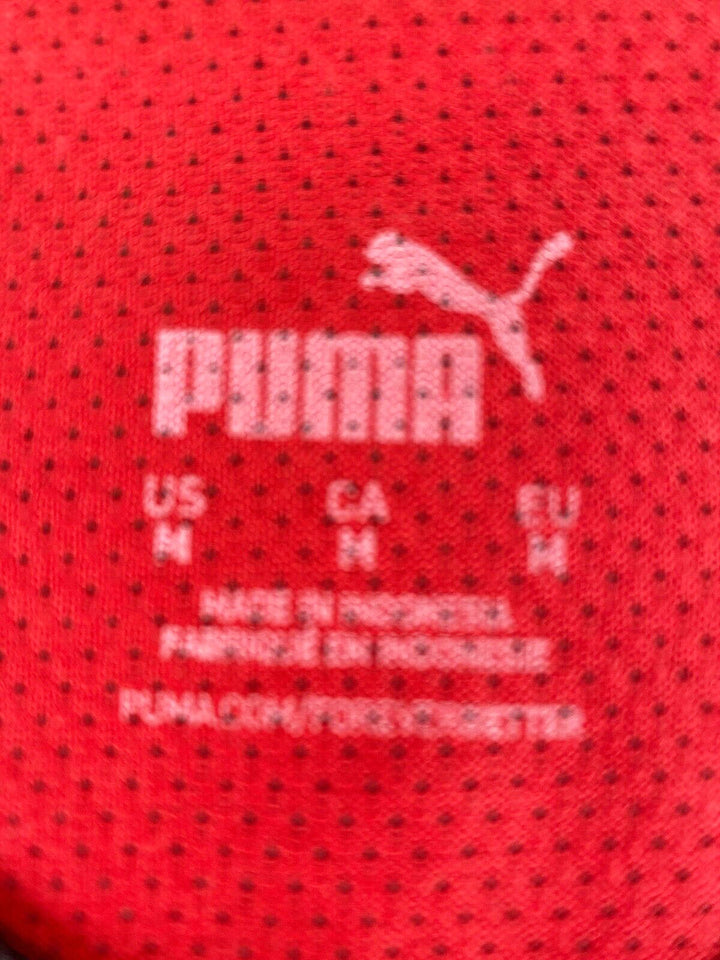 PUMA
US CA EU
M M M
MADE IN INDONESIA
FABRIQUÉ EN INDONÉSIE
PUMA.COM/FOREVERBETTER